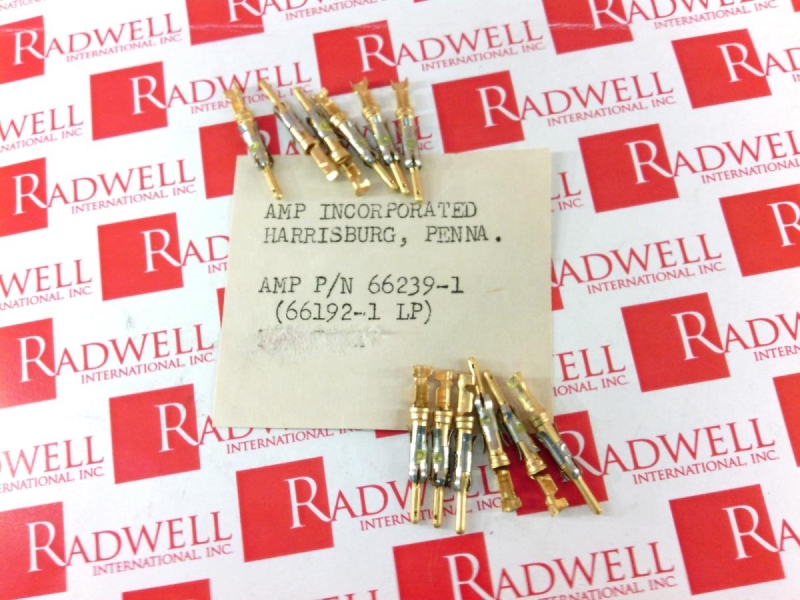 RADWELL
INTERNATIONAL, INC.
AMP INCORPORATED
HARRISBURG, PENNA.
AMP P/N 66239-1
(66192-1 LP)